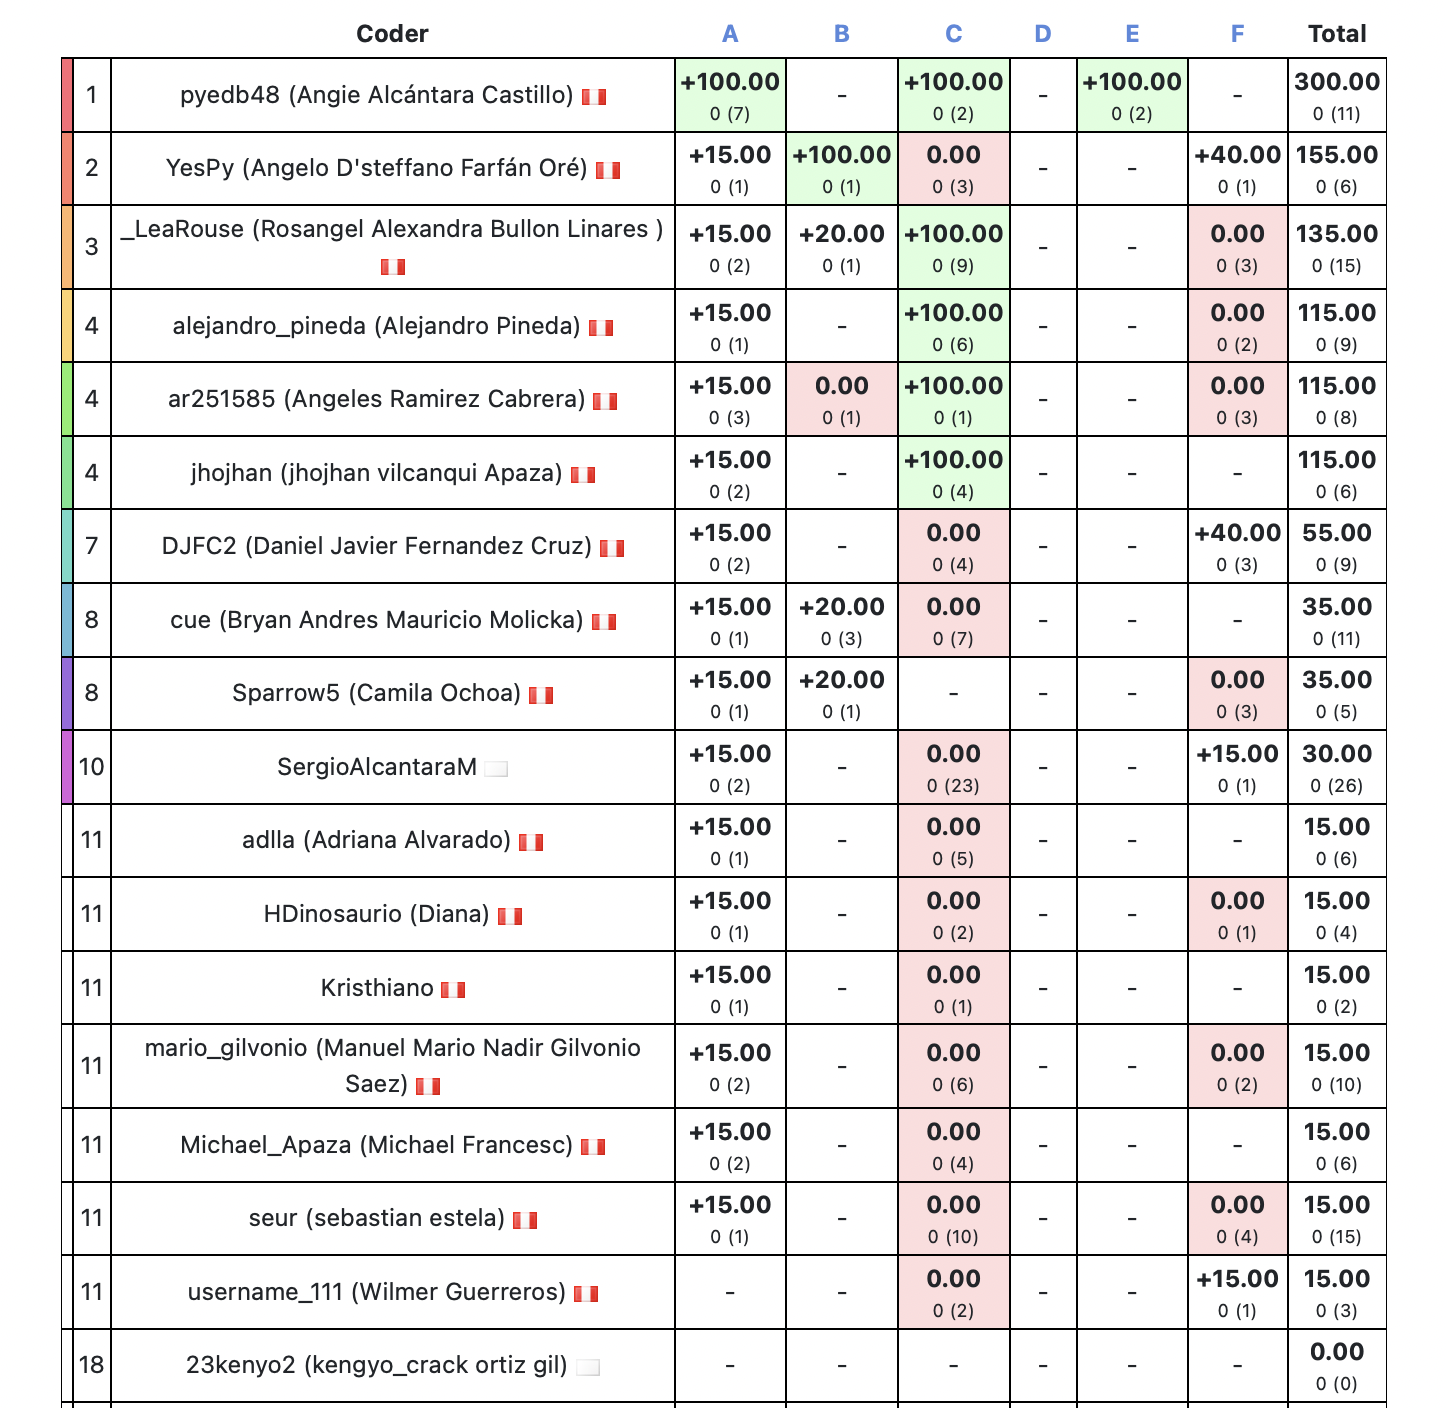 Coder A B C D E F Total
1 pyedb48 (Angie Alcántara Castillo) +100.00 - +100.00 - +100.00 - 300.00
0 (7) 0 (2) 0 (2) 0 (11)
2 YesPy (Angelo D'steffano Farfán Oré) +15.00 +100.00 0.00 - - +40.00 155.00
0 (1) 0 (1) 0 (3) 0 (1) 0 (6)
3 _LeaRouse (Rosangel Alexandra Bullon Linares ) +15.00 +20.00 +100.00 - - 0.00 135.00
0 (2) 0 (1) 0 (9) 0 (3) 0 (15)
4 alejandro_pineda (Alejandro Pineda) +15.00 - +100.00 - - 0.00 115.00
0 (1) 0 (6) 0 (2) 0 (9)
4 ar251585 (Angeles Ramirez Cabrera) +15.00 0.00 +100.00 - - 0.00 115.00
0 (3) 0 (1) 0 (1) 0 (3) 0 (8)
4 jhojhan (jhojhan vilcanqui Apaza) +15.00 - +100.00 - - - 115.00
0 (2) 0 (4) 0 (6)
7 DJFC2 (Daniel Javier Fernandez Cruz) +15.00 - 0.00 - - +40.00 55.00
0 (2) 0 (4) 0 (3) 0 (9)
8 cue (Bryan Andres Mauricio Molicka) +15.00 +20.00 0.00 - - - 35.00
0 (1) 0 (3) 0 (7) 0 (11)
8 Sparrow5 (Camila Ochoa) +15.00 +20.00 - - - 0.00 35.00
0 (1) 0 (1) 0 (3) 0 (5)
10 SergioAlcantaraM +15.00 - 0.00 - - +15.00 30.00
0 (2) 0 (23) 0 (1) 0 (26)
11 adlla (Adriana Alvarado) +15.00 - 0.00 - - - 15.00
0 (1) 0 (5) 0 (6)
11 HDinosaurio (Diana) +15.00 - 0.00 - - 0.00 15.00
0 (1) 0 (2) 0 (1) 0 (4)
11 Kristhiano +15.00 - 0.00 - - - 15.00
0 (1) 0 (1) 0 (2)
11 mario_gilvonio (Manuel Mario Nadir Gilvonio +15.00 - 0.00 - - 0.00 15.00
Saez) 0 (2) 0 (6) 0 (2) 0 (10)
11 Michael_Apaza (Michael Francesc) +15.00 - 0.00 - - - 15.00
0 (2) 0 (4) 0 (6)
11 seur (sebastian estela) +15.00 - 0.00 - - 0.00 15.00
0 (1) 0 (10) 0 (4) 0 (15)
11 username_111 (Wilmer Guerreros) - - 0.00 - - +15.00 15.00
0 (2) 0 (1) 0 (3)
18 23kenyo2 (kengyo_crack ortiz gil) - - - - - - 0.00
0 (0)